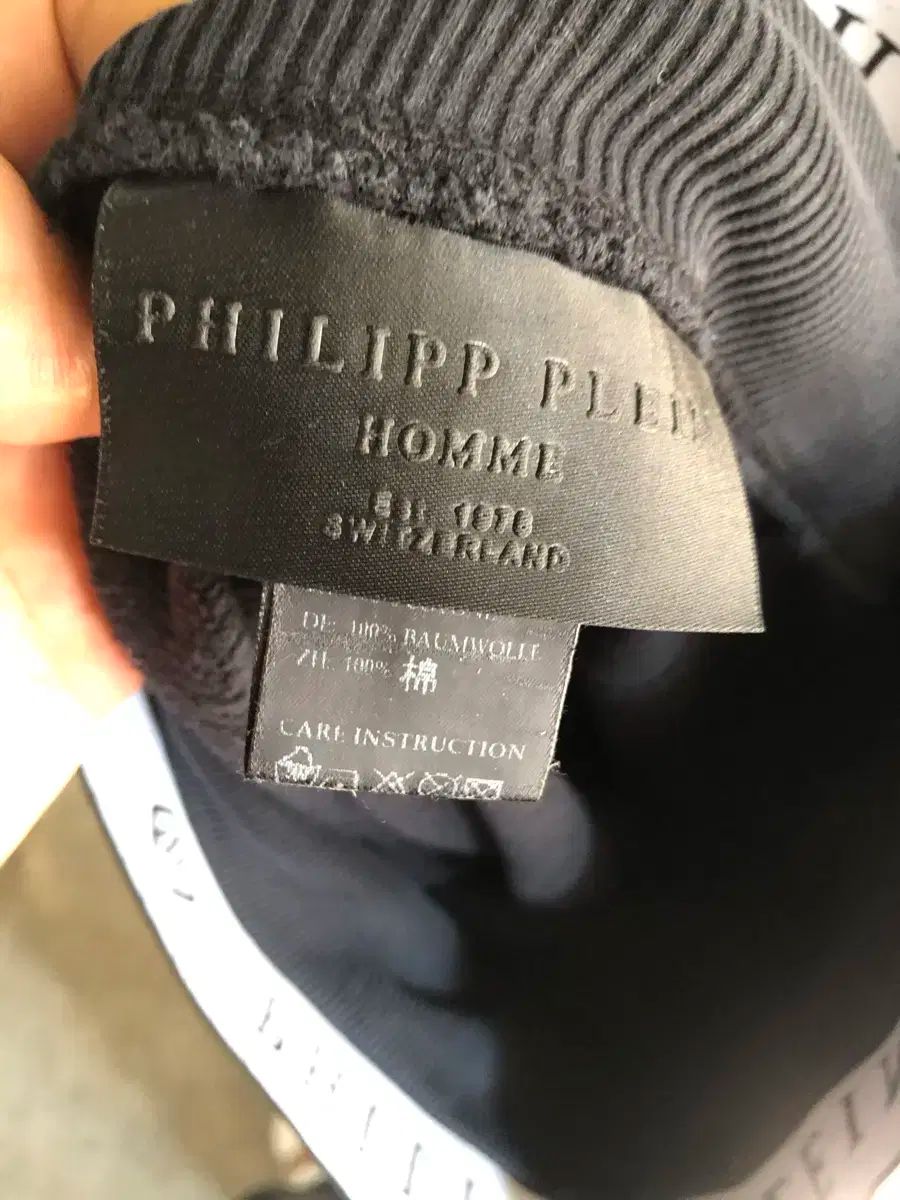 PHILIPP PLEIN
HOMME
EST. 1978
SWITZERLAND
DE: 100% BAUMWOLLE
ZH: 100% 棉
CARE INSTRUCTION